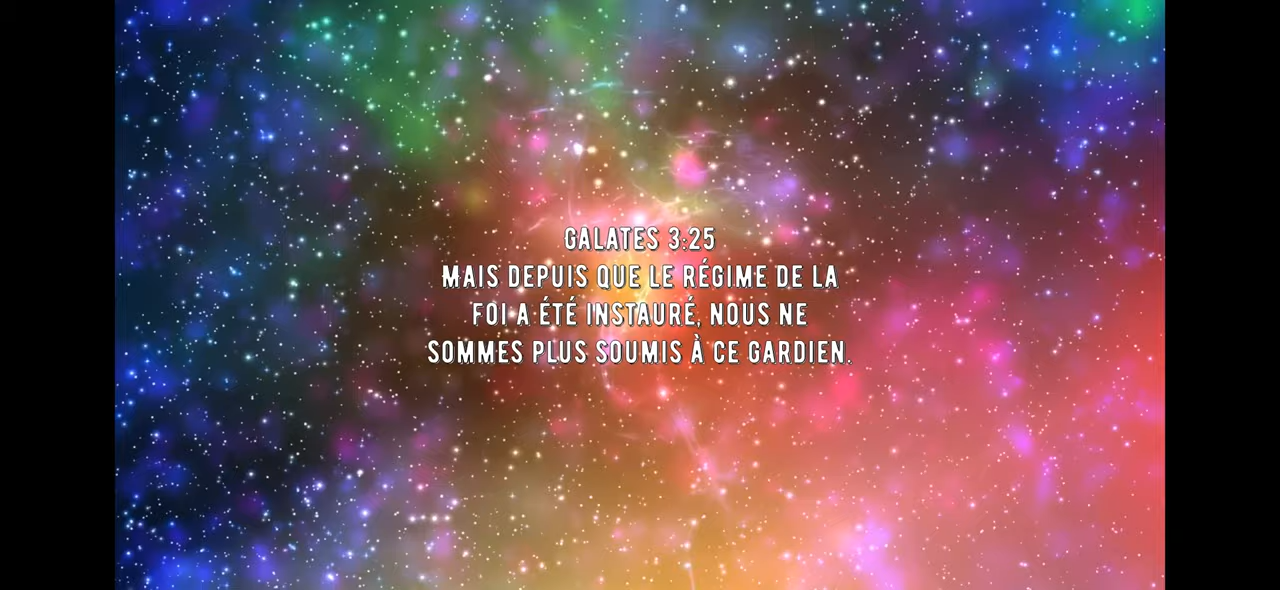 GALATES 3:25
MAIS DEPUIS QUE LE RÉGIME DE LA
FOI A ÉTÉ INSTAURÉ, NOUS NE
SOMMES PLUS SOUMIS À CE GARDIEN.